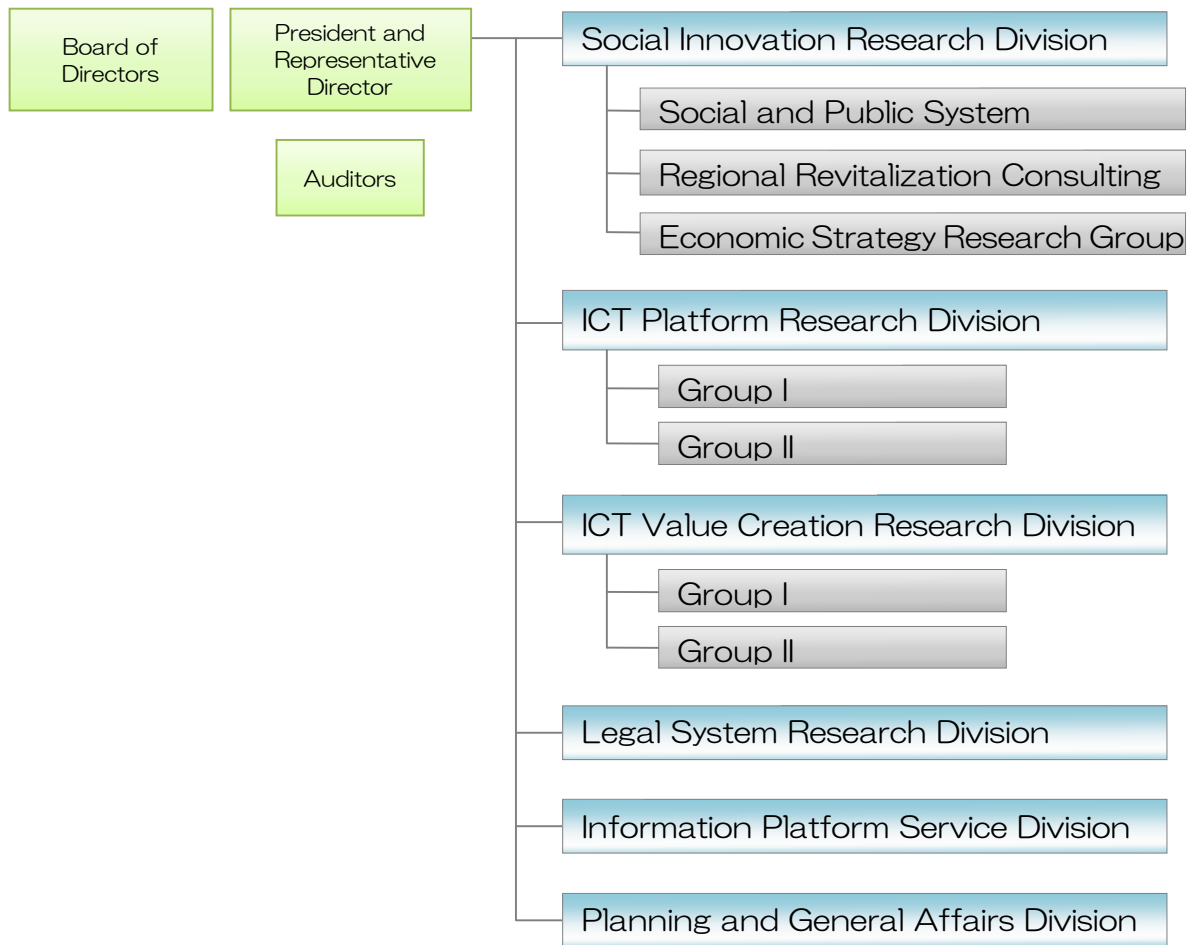 Board of
Directors
President and
Representative
Director
Auditors
Social Innovation Research Division
Social and Public System
Regional Revitalization Consulting
Economic Strategy Research Group
ICT Platform Research Division
Group I
Group II
ICT Value Creation Research Division
Group I
Group II
Legal System Research Division
Information Platform Service Division
Planning and General Affairs Division